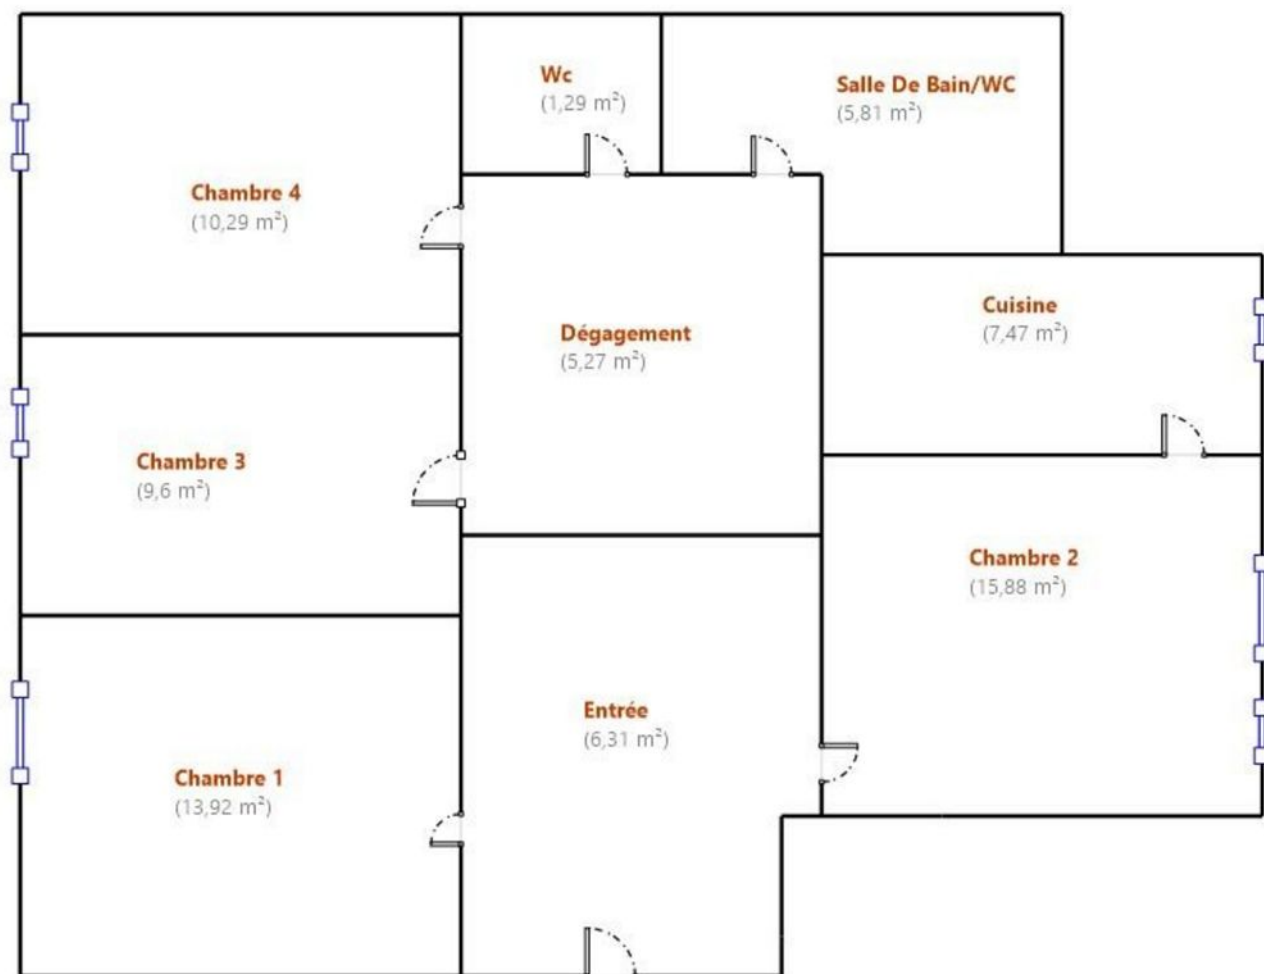 Wc
(1,29 m²)
Salle De Bain/WC
(5,81 m²)
Chambre 4
(10,29 m²)
Cuisine
(7,47 m²)
Dégagement
(5,27 m²)
Chambre 3
(9,6 m²)
Chambre 2
(15,88 m²)
Entrée
(6,31 m²)
Chambre 1
(13,92 m²)